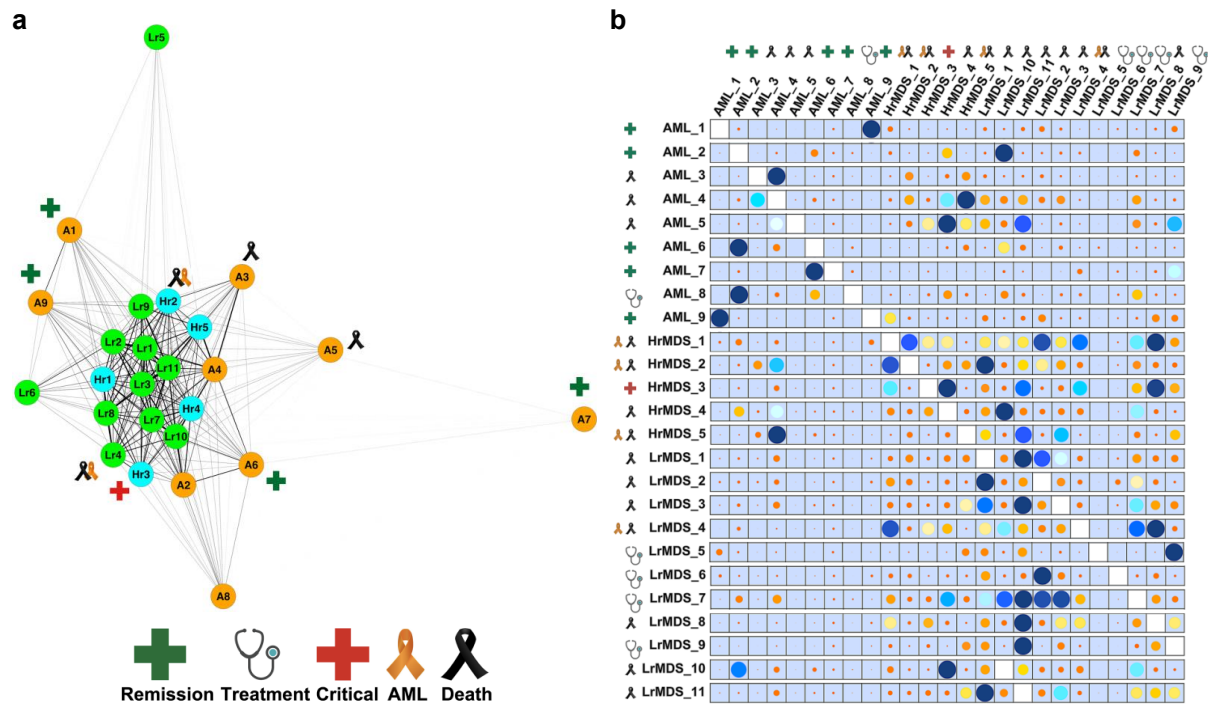 a
b
Lr5
A1
A9
A3
Hr2
Lr9
Hr5
A5
Lr2
Lr1
Lr11
A4
Hr1
Lr3
Lr6
Hr4
Lr8
Lr7
A7
Lr10
Lr4
A6
Hr3
A2
A8
Remission Treatment Critical AML Death
AML_1
AML_2
AML_3
AML_4
AML_5
AML_6
AML_7
AML_8
AML_9
HrMDS_1
HrMDS_2
HrMDS_3
HrMDS_4
HrMDS_5
LrMDS_1
LrMDS_10
LrMDS_11
LrMDS_2
LrMDS_3
LrMDS_4
LrMDS_5
LrMDS_6
LrMDS_7
LrMDS_8
LrMDS_9
AML_1
AML_2
AML_3
AML_4
AML_5
AML_6
AML_7
AML_8
AML_9
HrMDS_1
HrMDS_2
HrMDS_3
HrMDS_4
HrMDS_5
LrMDS_1
LrMDS_2
LrMDS_3
LrMDS_4
LrMDS_5
LrMDS_6
LrMDS_7
LrMDS_8
LrMDS_9
LrMDS_10
LrMDS_11